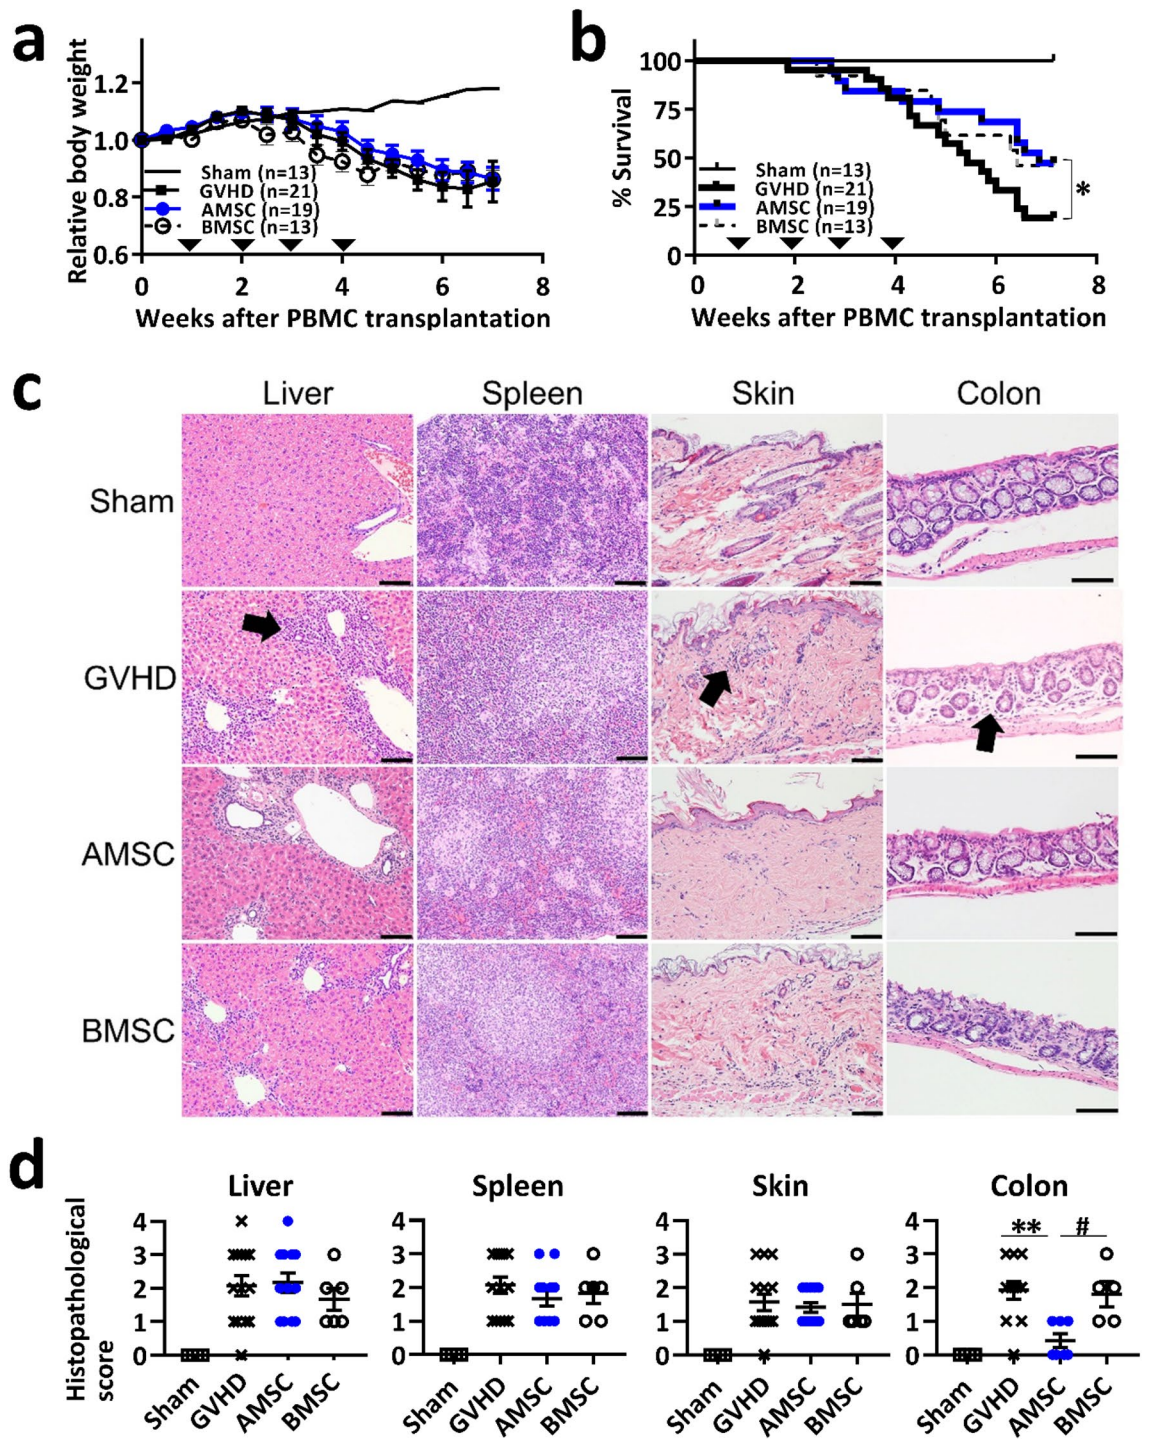 a
Relative body weight
1.2
1.0
0.8
0.6
Sham (n=13)
GVHD (n=21)
AMSC (n=19)
BMSC (n=13)
0 2 4 6 8
Weeks after PBMC transplantation
b
% Survival
100
75
50
25
0
Sham (n=13)
GVHD (n=21)
AMSC (n=19)
BMSC (n=13)
*
0 2 4 6 8
Weeks after PBMC transplantation
c
Liver Spleen Skin Colon
Sham
GVHD
AMSC
BMSC
d
Histopathological
score
Liver
4
3
2
1
0
Sham GVHD AMSC BMSC
Spleen
4
3
2
1
0
Sham GVHD AMSC BMSC
Skin
4
3
2
1
0
Sham GVHD AMSC BMSC
Colon
4
3
2
1
0
** #
Sham GVHD AMSC BMSC